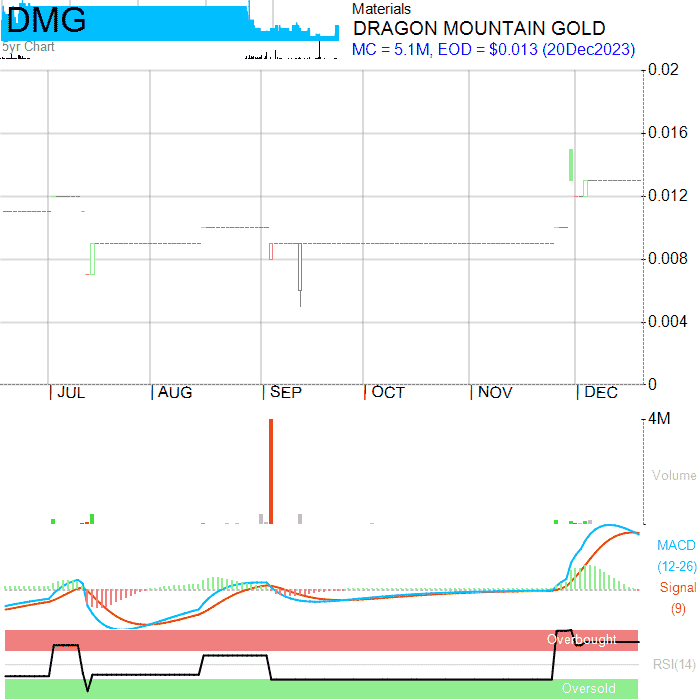 DMG
5yr Chart
Materials
DRAGON MOUNTAIN GOLD
MC = 5.1M, EOD = $0.013 (20Dec2023)
0.02
0.016
0.012
0.008
0.004
0
JUL AUG SEP OCT NOV DEC
4M
Volume
MACD
(12-26)
Signal
(9)
Overbought
RSI(14)
Oversold